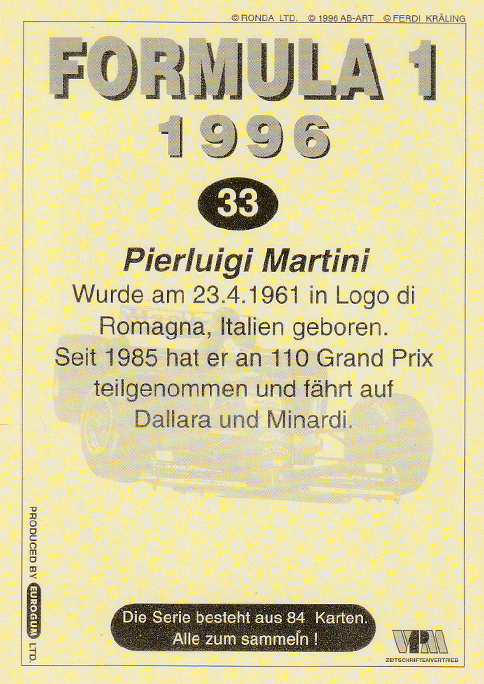 © RONDA LTD. © 1996 AB-ART © FERDI KRÄLING
FORMULA 1
1996
33
Pierluigi Martini
Wurde am 23.4.1961 in Logo di
Romagna, Italien geboren.
Seit 1985 hat er an 110 Grand Prix
teilgenommen und fährt auf
Dallara und Minardi.
PRODUCED BY EUROGUM LTD.
Die Serie besteht aus 84 Karten.
Alle zum sammeln !
VPM
ZEITSCHRIFTENVERTRIEB